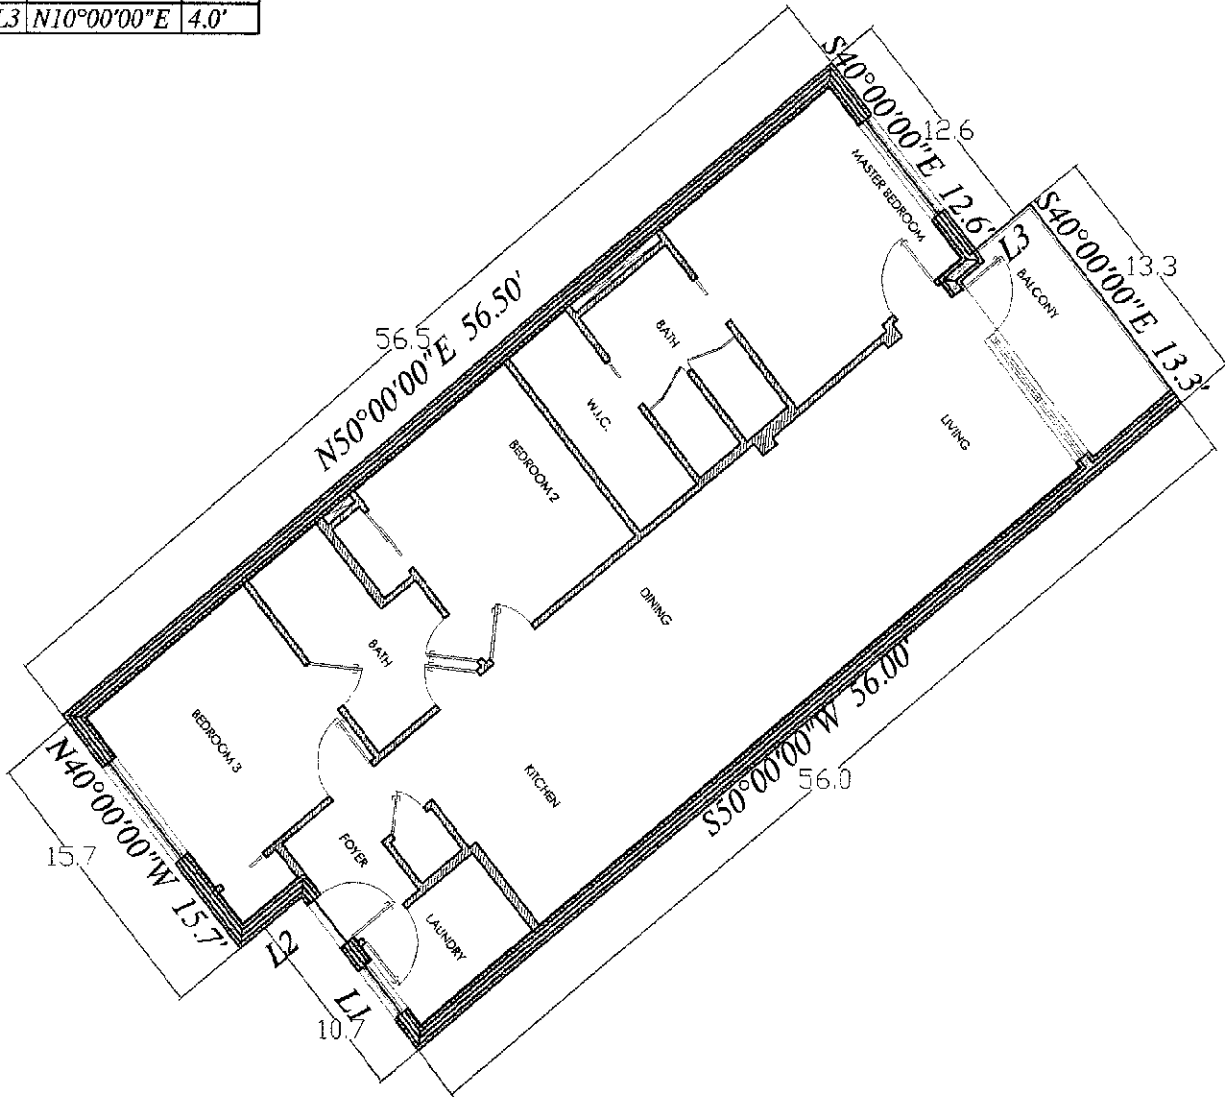 L3 N10°00'00"E 4.0'
S40°00'00"E 12.6'
12.6
MASTER BEDROOM
L3
S40°00'00"E 13.3'
13.3
BALCONY
56.5
N50°00'00"E 56.50'
BATH
W.I.C.
LIVING
BEDROOM 2
DINING
BATH
BEDROOM 3
S50°00'00"W 56.00'
56.0
KITCHEN
N40°00'00"W 15.7'
15.7
FOYER
LAUNDRY
L2
L1
10.7